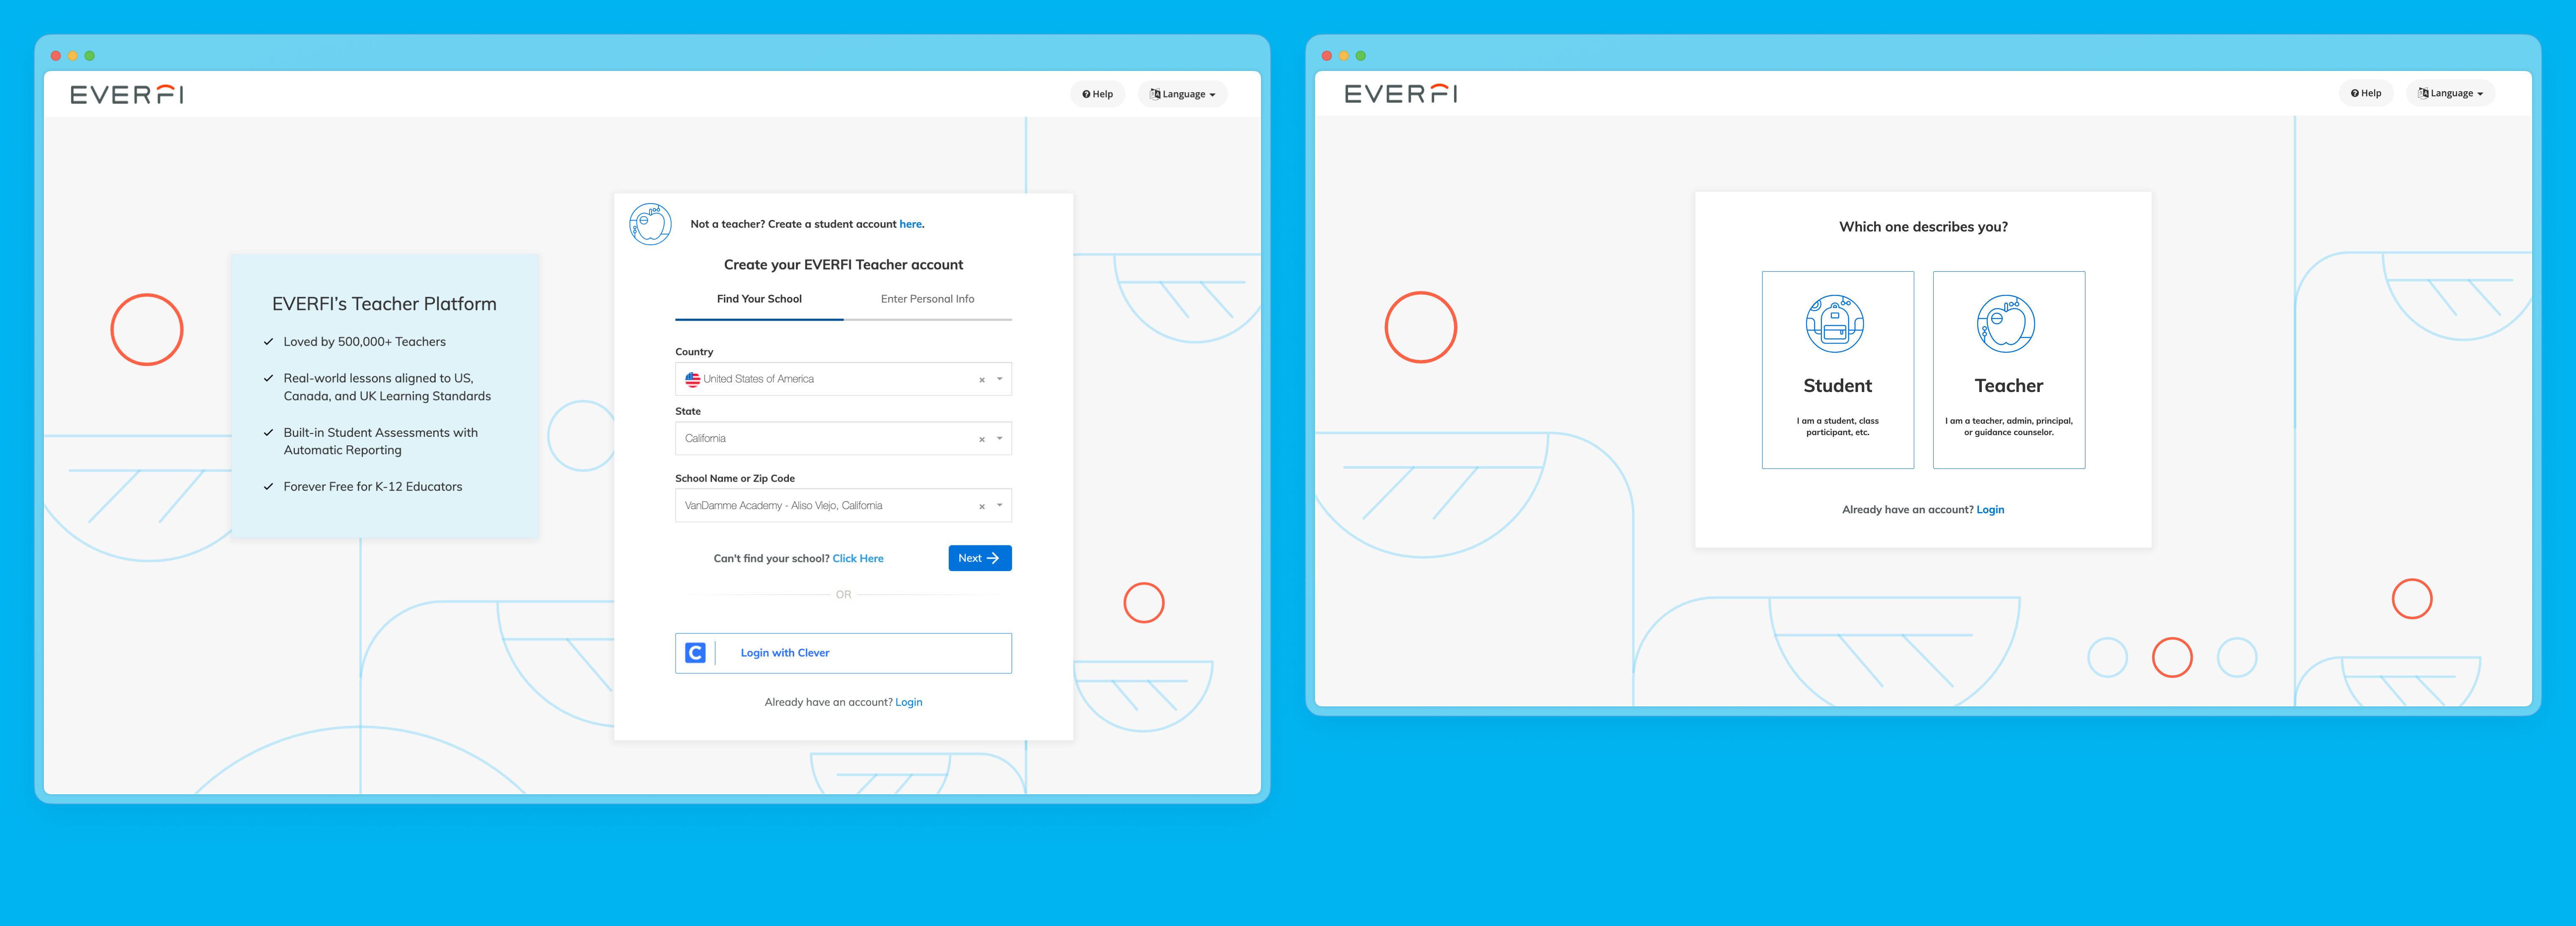 EVERFI
Help
Language
EVERFI's Teacher Platform
Loved by 500,000+ Teachers
Real-world lessons aligned to US,
Canada, and UK Learning Standards
Built-in Student Assessments with
Automatic Reporting
Forever Free for K-12 Educators
Not a teacher? Create a student account here.
Create your EVERFI Teacher account
Find Your School
Enter Personal Info
Country
United States of America
State
California
School Name or Zip Code
VanDamme Academy - Aliso Viejo, California
Can't find your school? Click Here
Next
OR
C
Login with Clever
Already have an account? Login
EVERFI
Help
Language
Which one describes you?
Student
I am a student, class
participant, etc.
Teacher
I am a teacher, admin, principal,
or guidance counselor.
Already have an account? Login